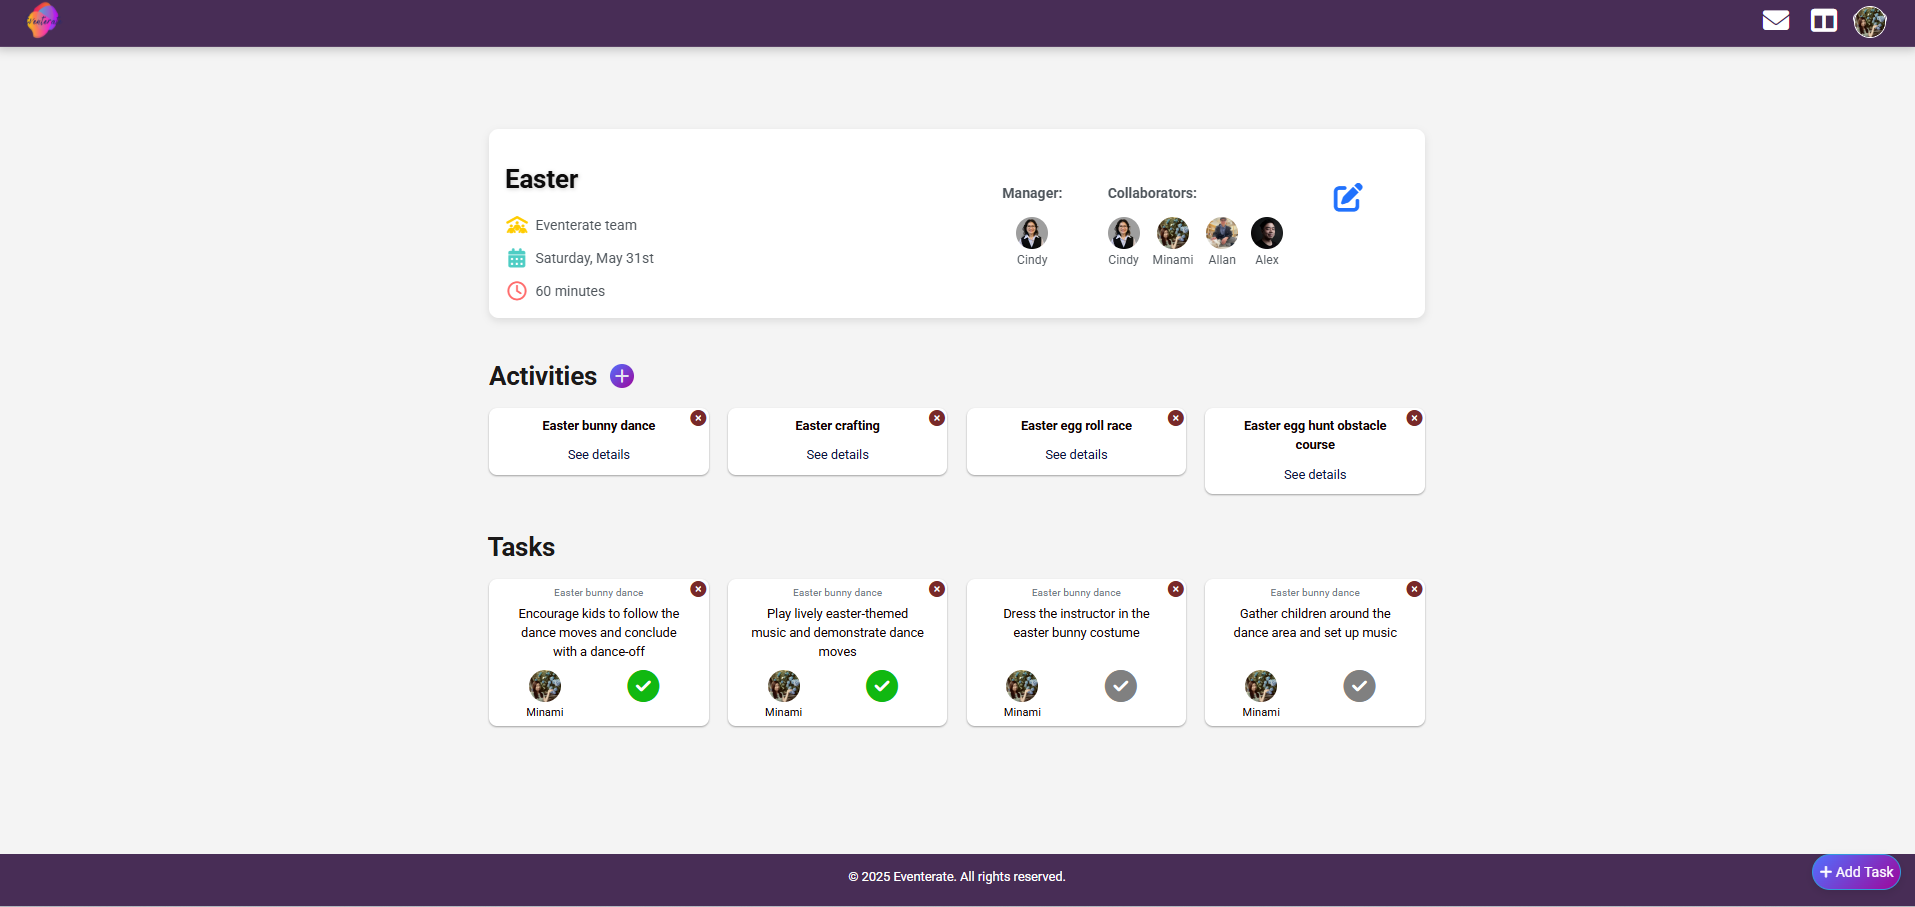 Easter
Eventerate team
Saturday, May 31st
60 minutes
Manager:
Cindy
Collaborators:
Cindy
Minami
Allan
Alex
Activities
Easter bunny dance
See details
Easter crafting
See details
Easter egg roll race
See details
Easter egg hunt obstacle
course
See details
Tasks
Easter bunny dance
Encourage kids to follow the
dance moves and conclude
with a dance-off
Minami
Easter bunny dance
Play lively easter-themed
music and demonstrate dance
moves
Minami
Easter bunny dance
Dress the instructor in the
easter bunny costume
Minami
Easter bunny dance
Gather children around the
dance area and set up music
Minami
© 2025 Eventerate. All rights reserved.
+ Add Task